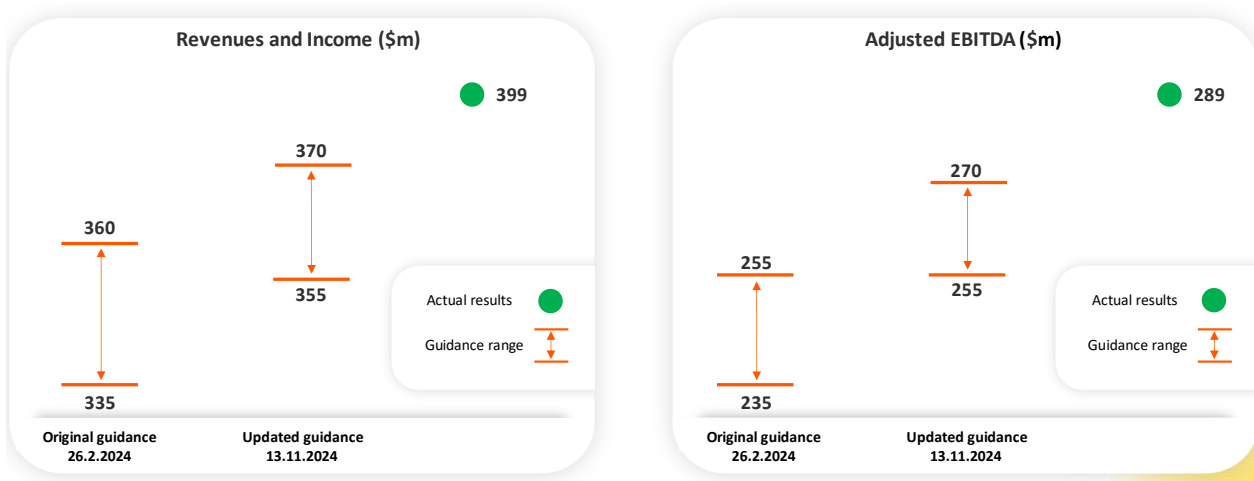 Revenues and Income ($m)
399
370
360
355
335
Actual results
Guidance range
Original guidance
26.2.2024
Updated guidance
13.11.2024
Adjusted EBITDA ($m)
289
270
255
255
235
Actual results
Guidance range
Original guidance
26.2.2024
Updated guidance
13.11.2024